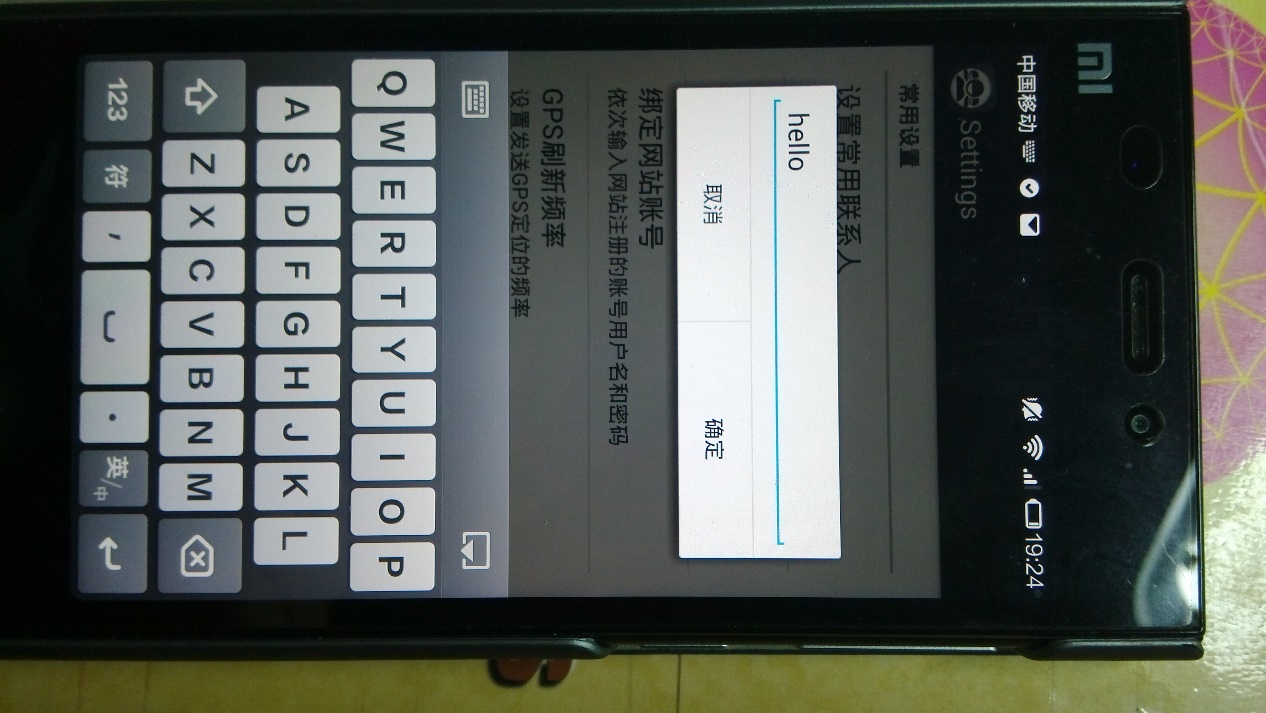 MI
中国移动 19:24
Settings
常用设置
设置常用联系人
hello
取消 确定
绑定网站账号
依次输入网站注册的账号用户名和密码
GPS刷新频率
设置发送GPS定位的频率
Q W E R T Y U I O P
A S D F G H J K L
Z X C V B N M
123 符 , . 英/中